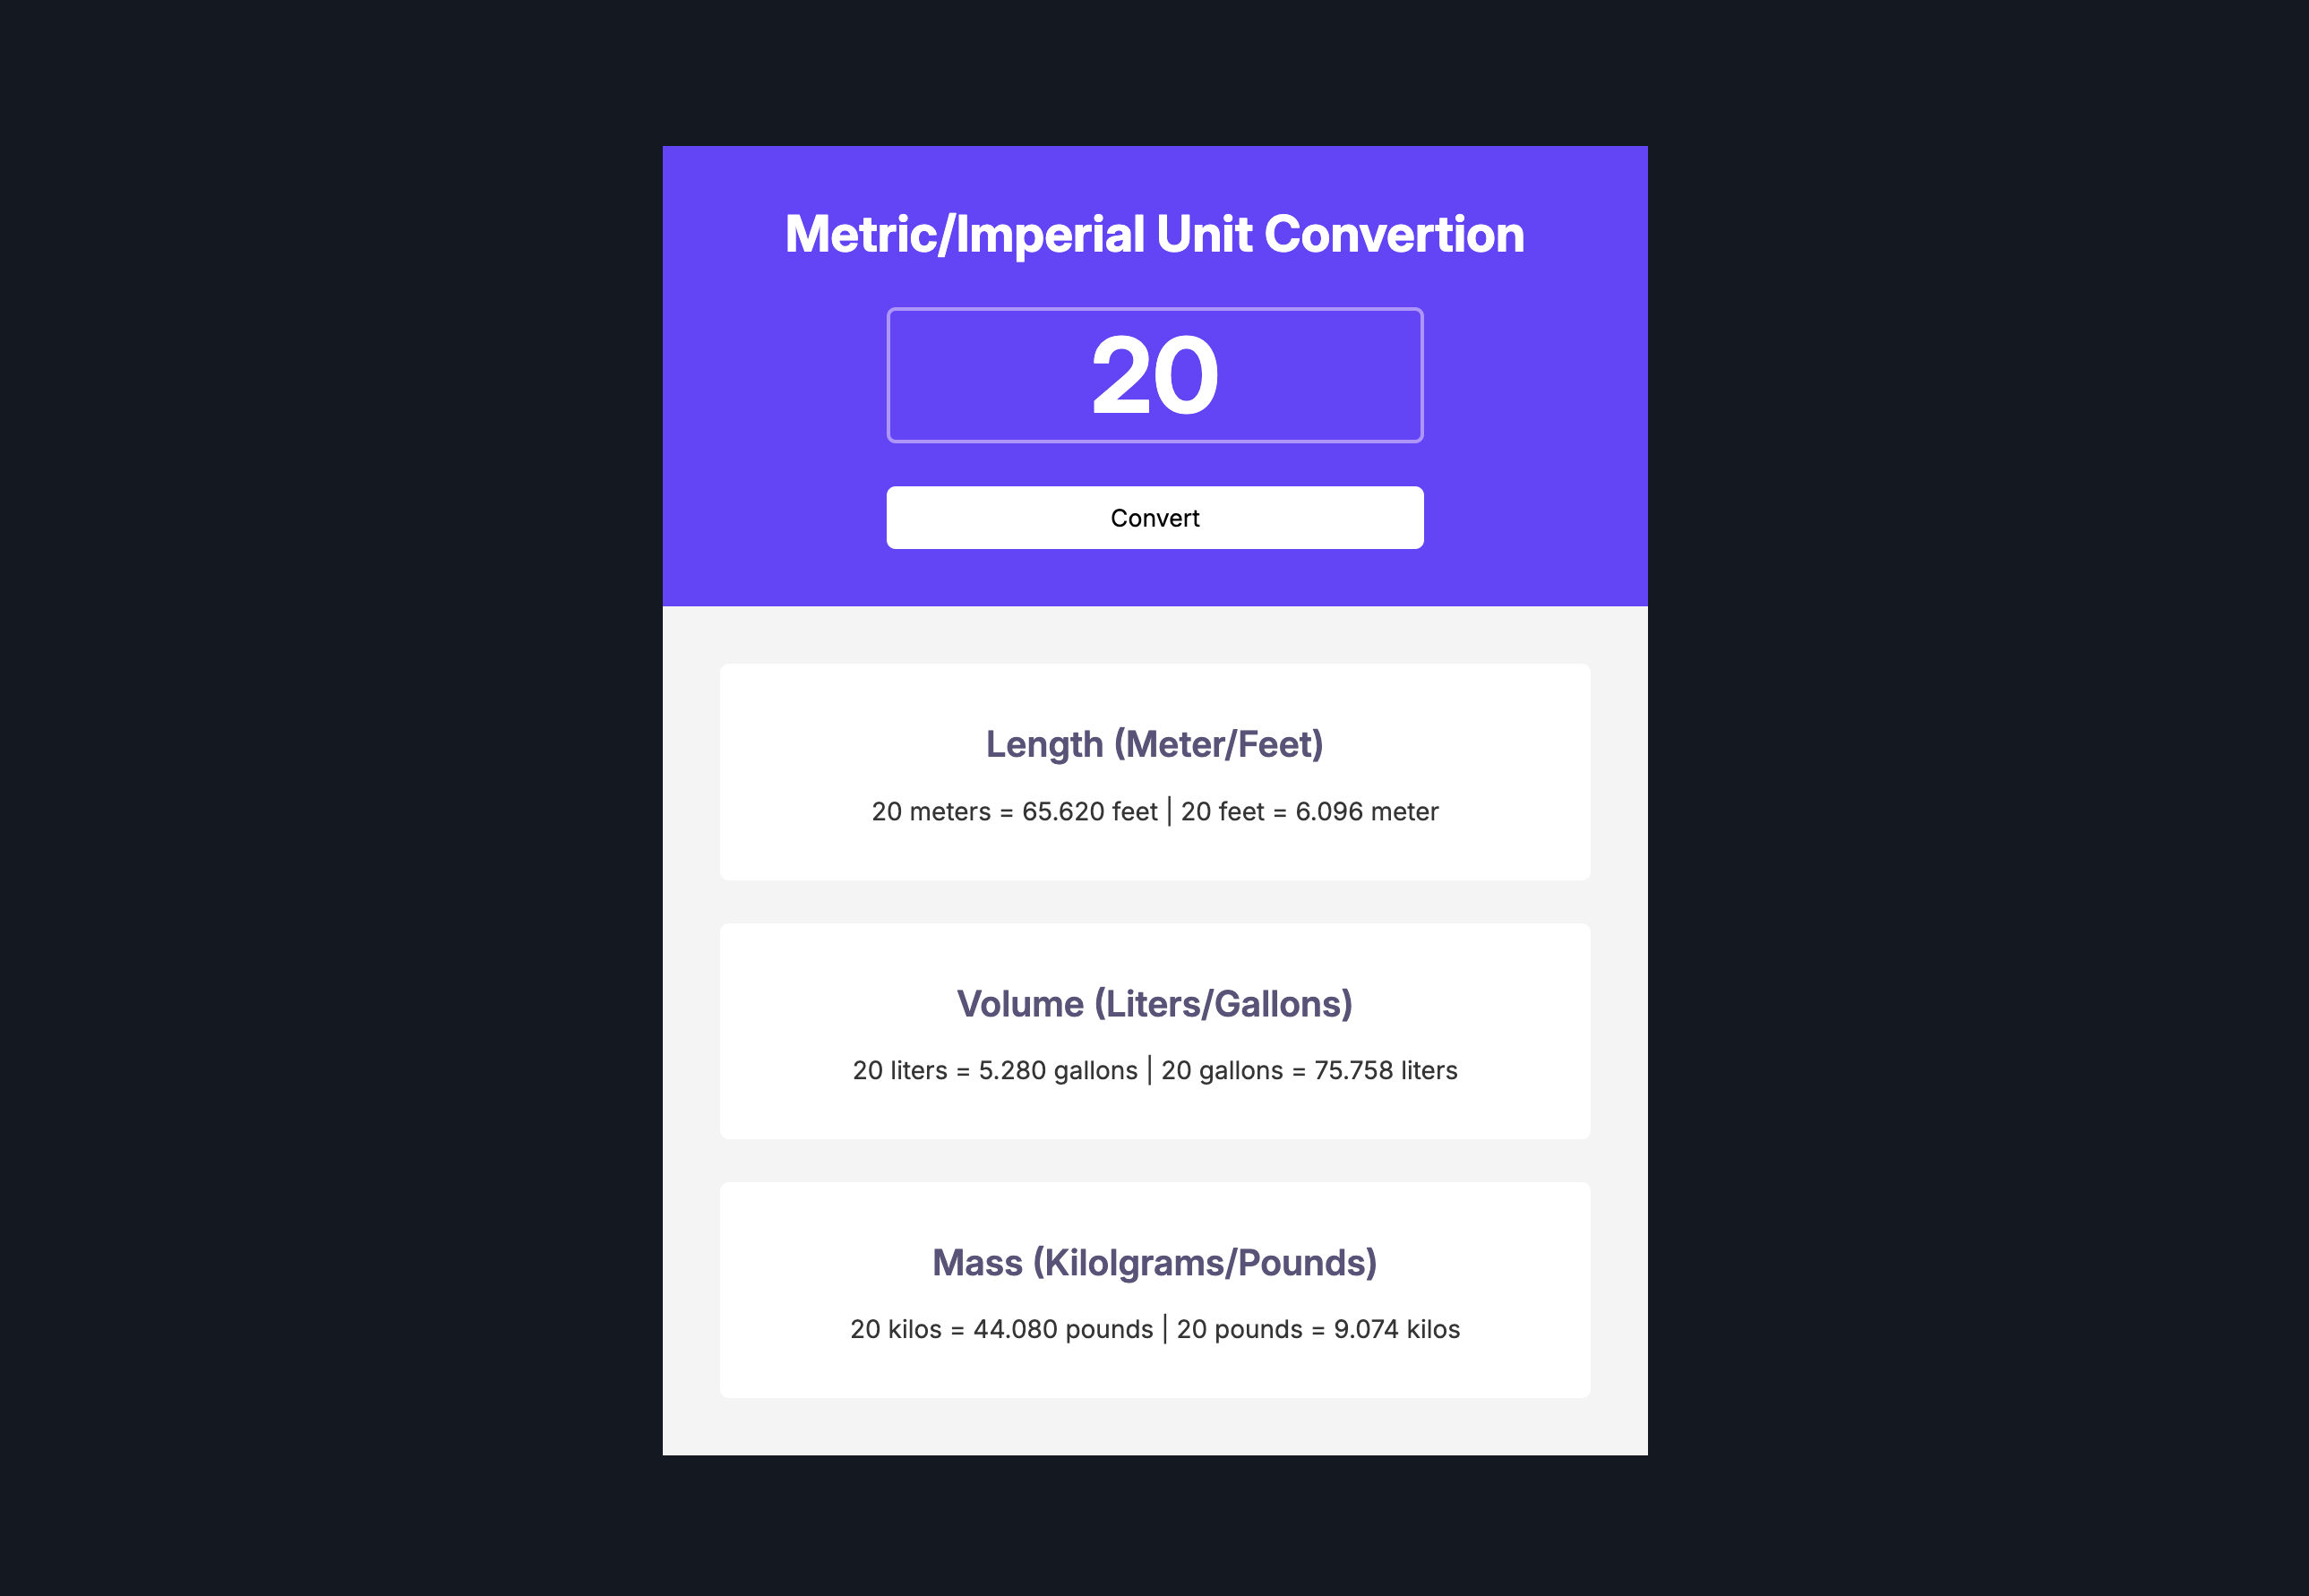 Metric/Imperial Unit Convertion
20
Convert
Length (Meter/Feet)
20 meters = 65.620 feet | 20 feet = 6.096 meter
Volume (Liters/Gallons)
20 liters = 5.280 gallons | 20 gallons = 75.758 liters
Mass (Kilolgrams/Pounds)
20 kilos = 44.080 pounds | 20 pounds = 9.074 kilos